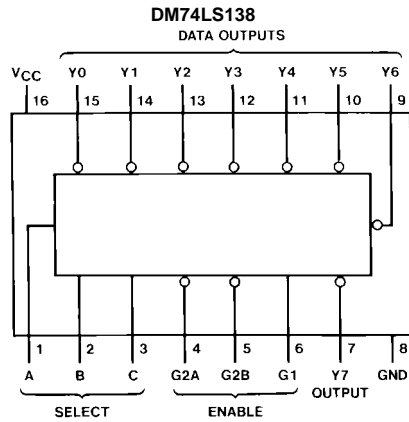 DM74LS138
DATA OUTPUTS
VCC Y0 Y1 Y2 Y3 Y4 Y5 Y6
16 15 14 13 12 11 10 9
1 2 3 4 5 6 7 8
A B C G2A G2B G1 Y7 GND
OUTPUT
SELECT ENABLE